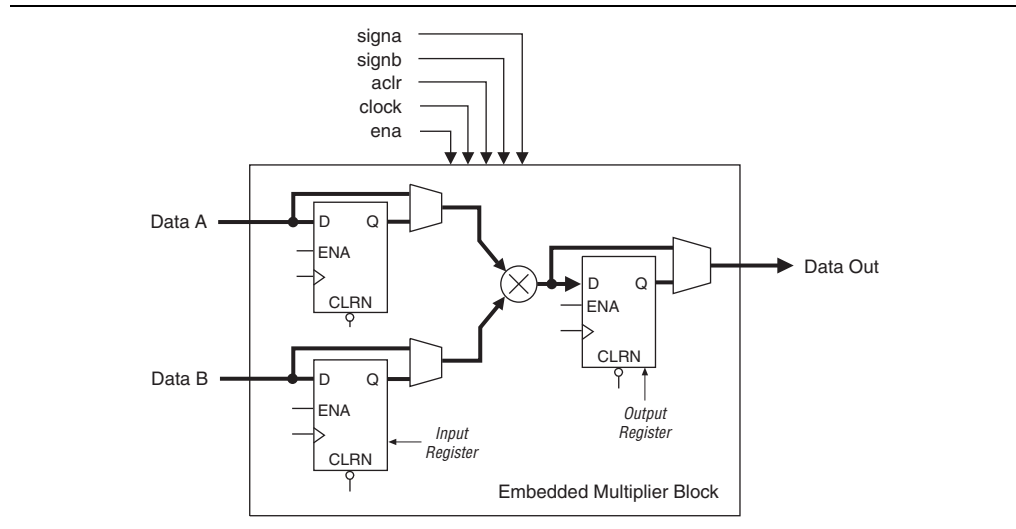 signa
signb
aclr
clock
ena
Data A
D Q
ENA
CLRN
Data Out
D Q
ENA
CLRN
Data B
D Q
ENA
CLRN
Input
Register
Output
Register
Embedded Multiplier Block